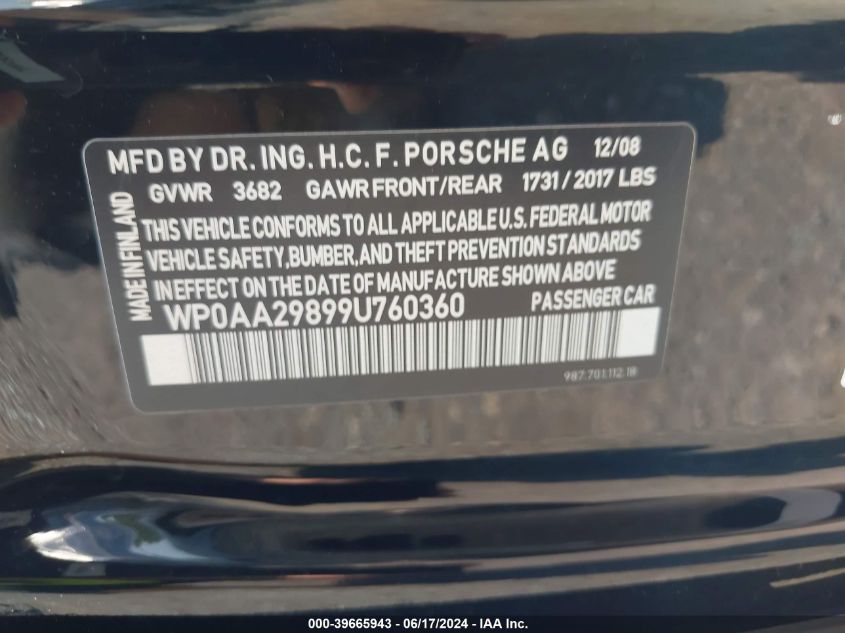 MFD BY DR. ING. H.C. F. PORSCHE AG 12/08
GVWR 3682 GAWR FRONT/REAR 1731 / 2017 LBS
MADE IN FINLAND
THIS VEHICLE CONFORMS TO ALL APPLICABLE U.S. FEDERAL MOTOR
VEHICLE SAFETY, BUMPER, AND THEFT PREVENTION STANDARDS
IN EFFECT ON THE DATE OF MANUFACTURE SHOWN ABOVE
WP0AA29899U760360 PASSENGER CAR
987.701.112.18
000-39665943 - 06/17/2024 - IAA Inc.